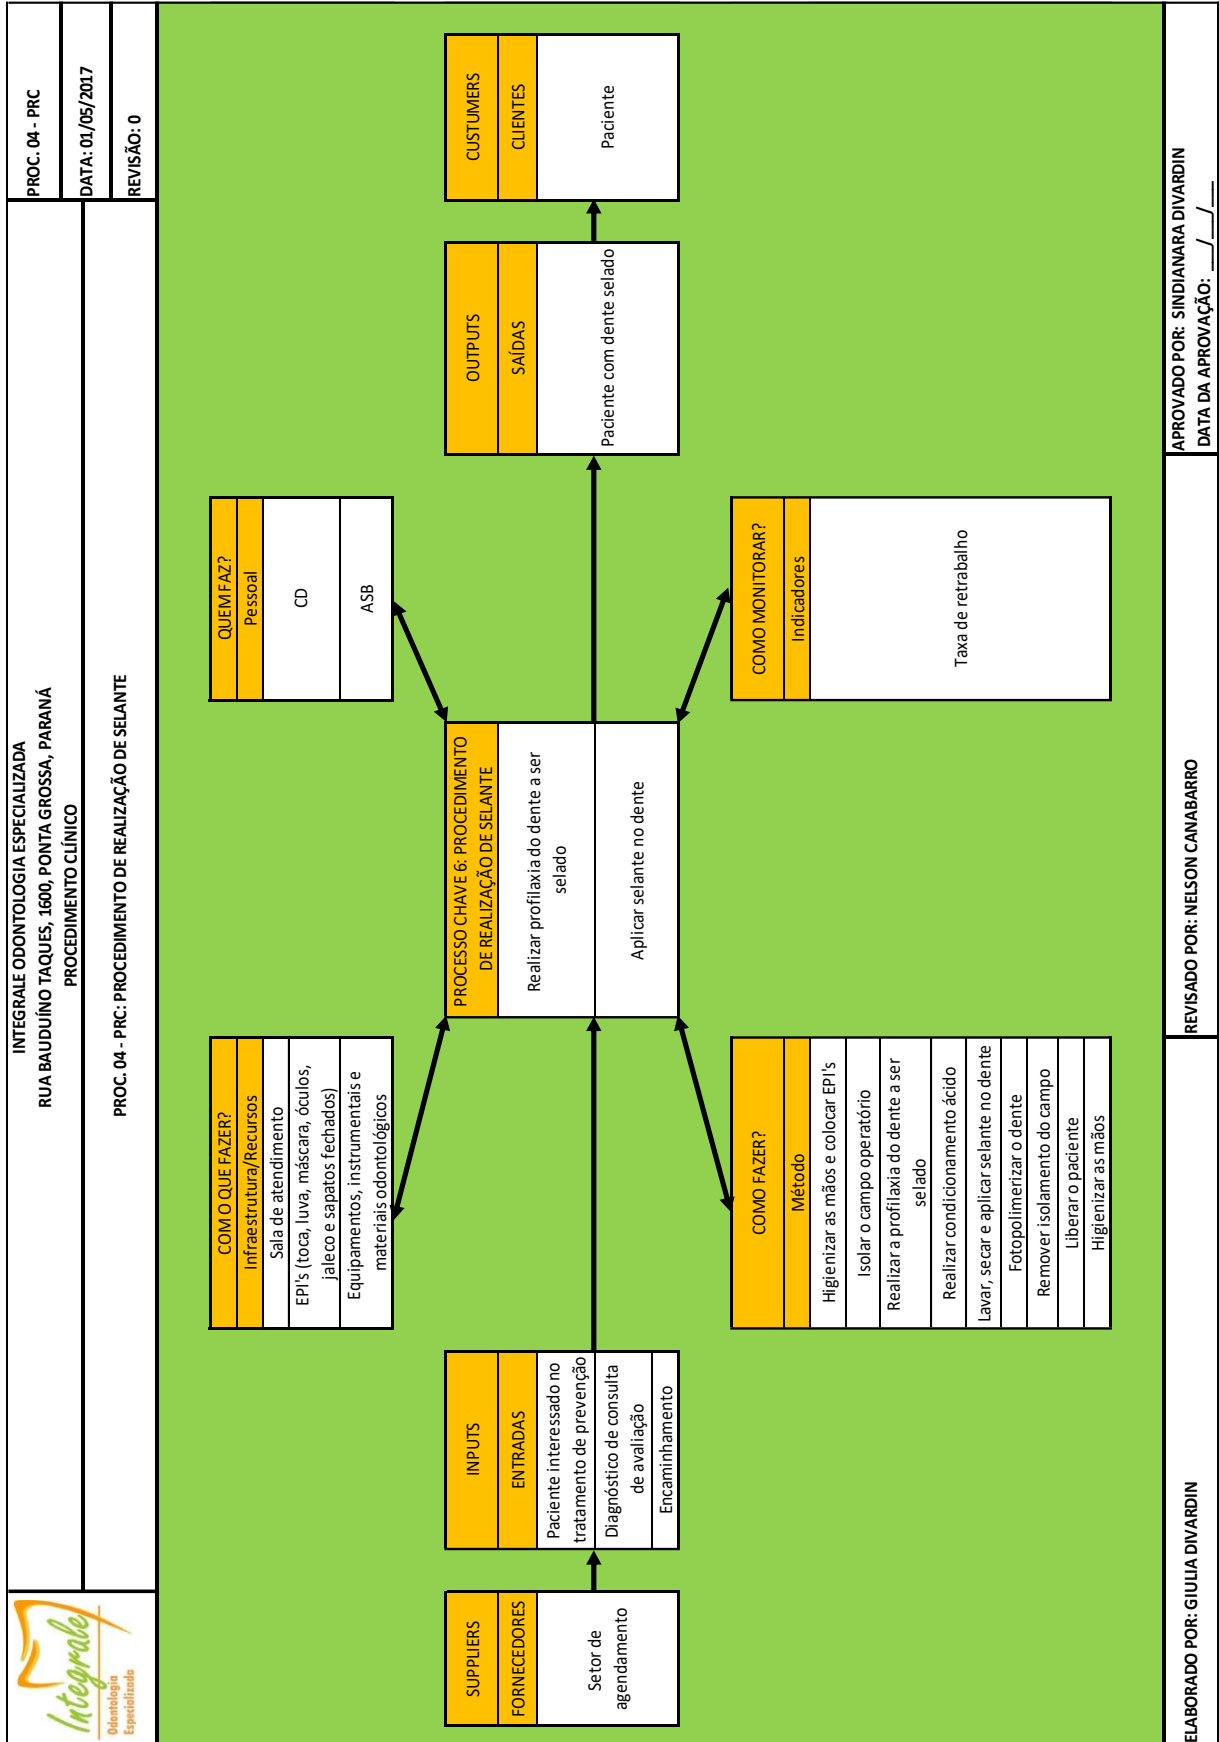 Integrale
Odontologia
Especializada
INTEGRALE ODONTOLOGIA ESPECIALIZADA
RUA BAUDUÍNO TAQUES, 1600, PONTA GROSSA, PARANÁ
PROCEDIMENTO CLÍNICO
PROC. 04 - PRC: PROCEDIMENTO DE REALIZAÇÃO DE SELANTE
PROC. 04 - PRC
DATA: 01/05/2017
REVISÃO: 0
SUPPLIERS
FORNECEDORES
Setor de
agendamento
INPUTS
ENTRADAS
Paciente interessado no
tratamento de prevenção
Diagnóstico de consulta
de avaliação
Encaminhamento
COM O QUE FAZER?
Infraestrutura/Recursos
Sala de atendimento
EPI's (toca, luva, máscara, óculos,
jaleco e sapatos fechados)
Equipamentos, instrumentais e
materiais odontológicos
COMO FAZER?
Método
Higienizar as mãos e colocar EPI's
Isolar o campo operatório
Realizar a profilaxia do dente a ser
selado
Realizar condicionamento ácido
Lavar, secar e aplicar selante no dente
Fotopolimerizar o dente
Remover isolamento do campo
Liberar o paciente
Higienizar as mãos
PROCESSO CHAVE 6: PROCEDIMENTO
DE REALIZAÇÃO DE SELANTE
Realizar profilaxia do dente a ser
selado
Aplicar selante no dente
QUEM FAZ?
Pessoal
CD
ASB
COMO MONITORAR?
Indicadores
Taxa de retrabalho
OUTPUTS
SAÍDAS
Paciente com dente selado
CUSTUMERS
CLIENTES
Paciente
ELABORADO POR: GIULIA DIVARDIN
REVISADO POR: NELSON CANABARRO
APROVADO POR: SINDIANARA DIVARDIN
DATA DA APROVAÇÃO: ___/___/___